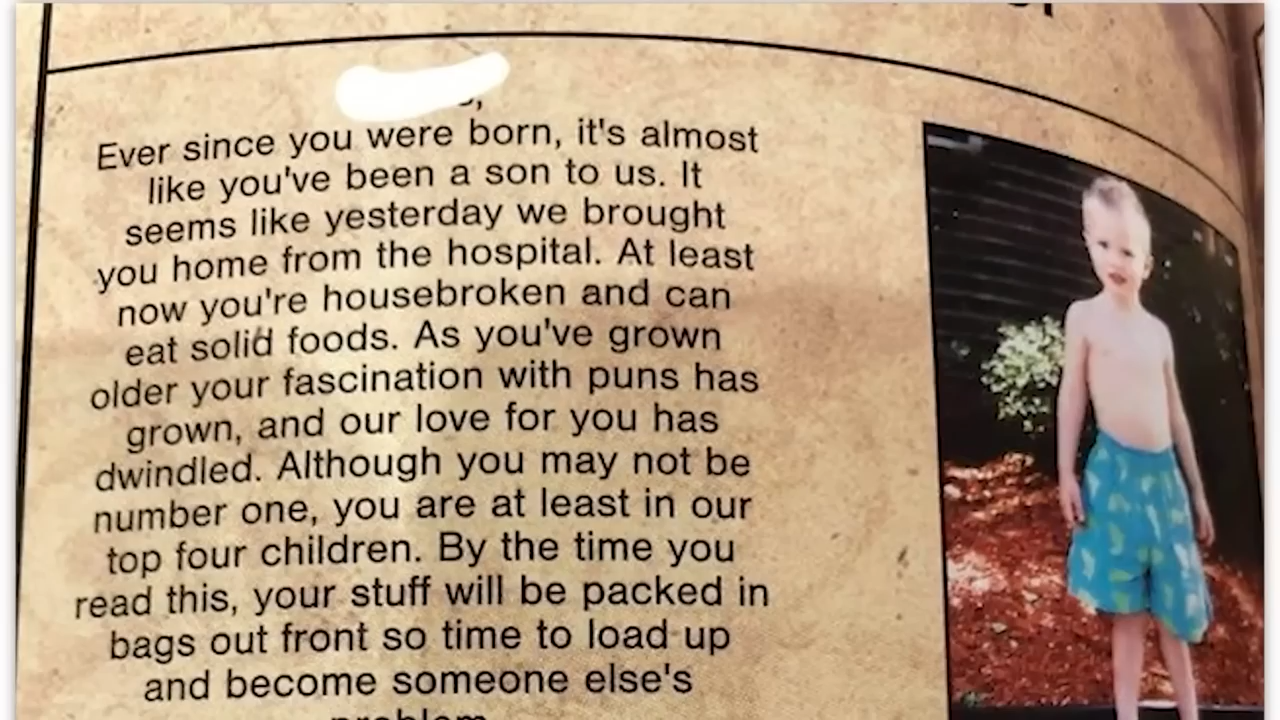 Ever since you were born, it's almost
like you've been a son to us. It
seems like yesterday we brought
you home from the hospital. At least
now you're housebroken and can
eat solid foods. As you've grown
older your fascination with puns has
grown, and our love for you has
dwindled. Although you may not be
number one, you are at least in our
top four children. By the time you
read this, your stuff will be packed in
bags out front so time to load up
and become someone else's
problem